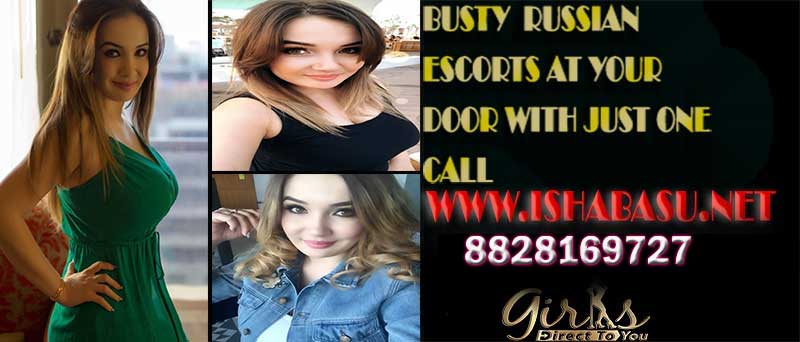 BUSTY RUSSIAN
ESCORTS AT YOUR
DOOR WITH JUST ONE
CALL
WWW.ISHABASU.NET
8828169727
girls
Direct To You